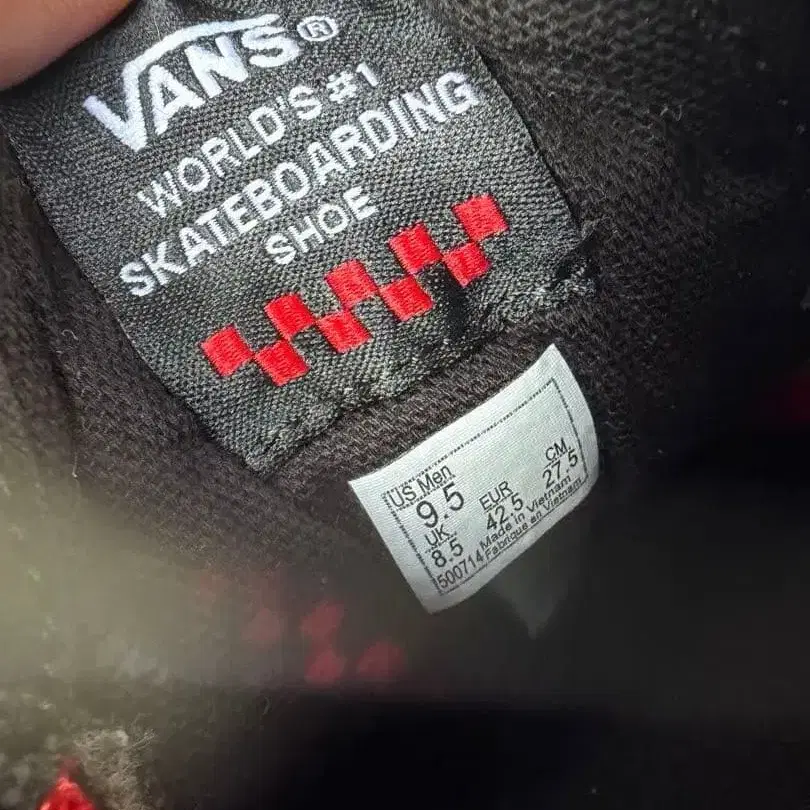 VANS®
WORLD'S #1
SKATEBOARDING
SHOE
US Men
9.5
UK
8.5
EUR
42.5
CM
27.5
Made in Vietnam
500714 Fabriqué en Vietnam